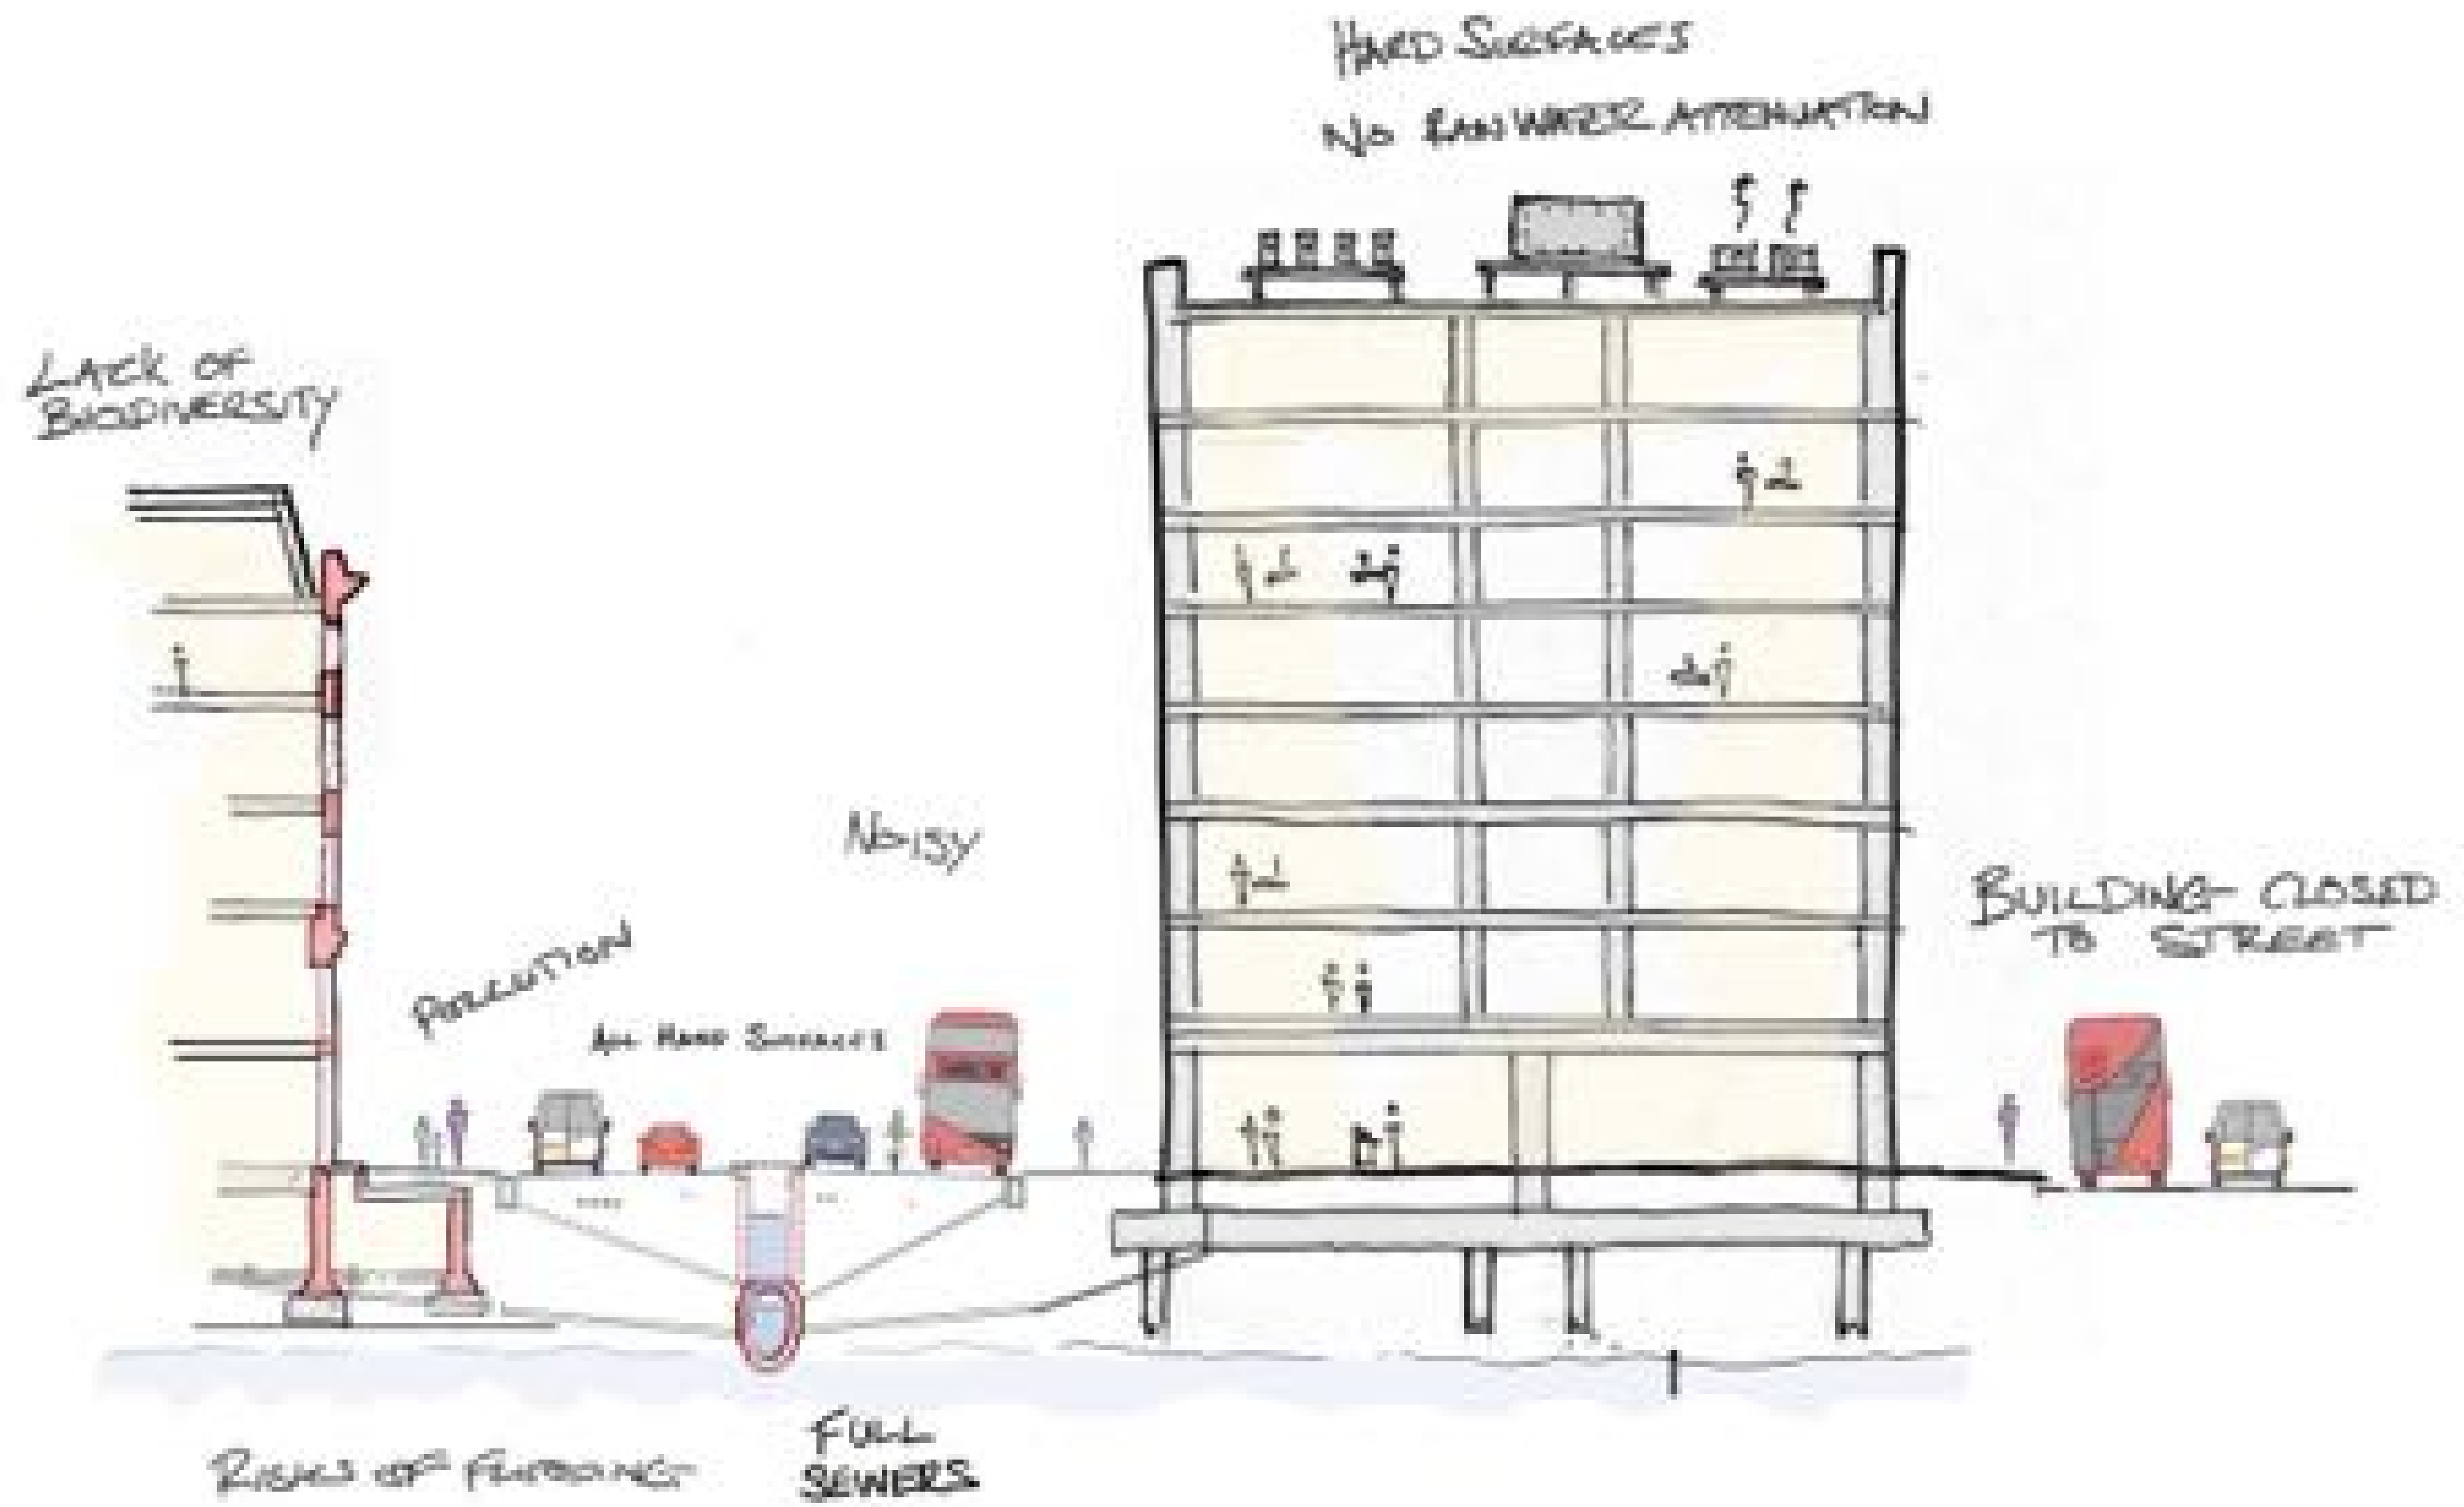 HARD SURFACES
NO RAINWATER ATTENUATION
LACK OF
BIODIVERSITY
NOISY
BUILDING CLOSED
TO STREET
POLLUTION
ALL HARD SURFACES
FULL
SEWERS
RISKS OF FLOODING